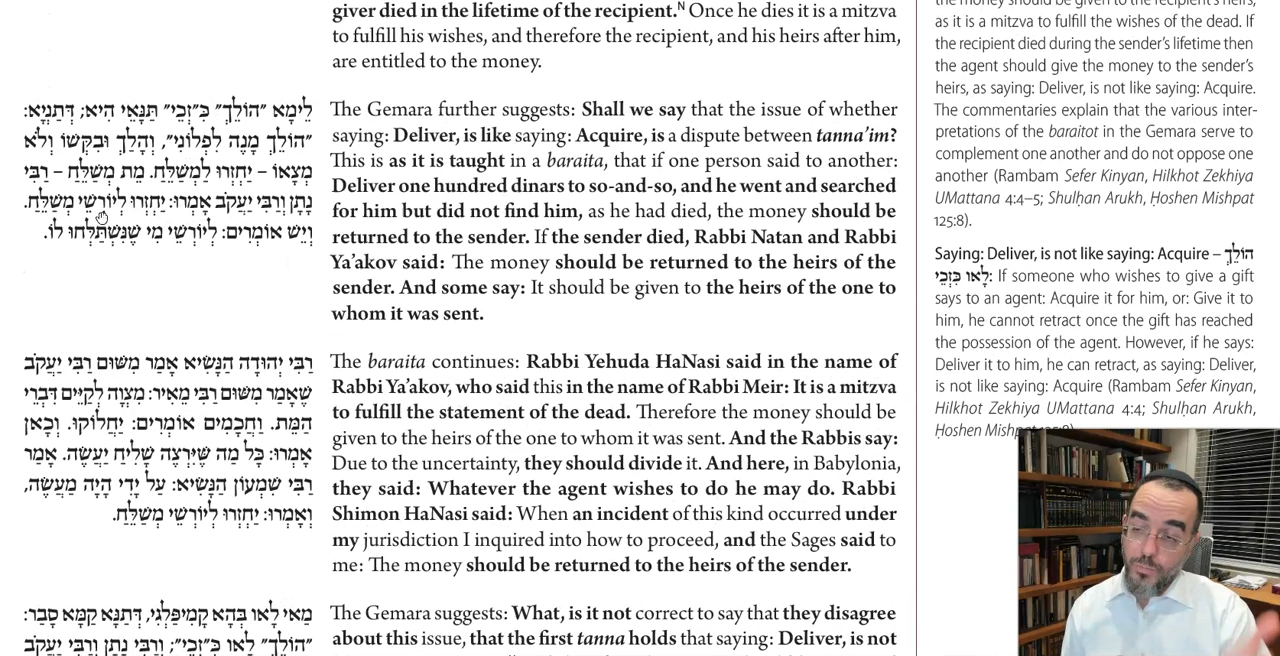 giver died in the lifetime of the recipient.ᴺ Once he dies it is a mitzva
to fulfill his wishes, and therefore the recipient, and his heirs after him,
are entitled to the money.
לֵימָא ״הוֹלֵךְ״ כִּ״זְכִי״ תַּנָּאֵי הִיא; דְּתַנְיָא:
״הוֹלֵךְ מָנֶה לִפְלוֹנִי״, וְהָלַךְ וּבִקְּשׁוֹ וְלֹא
מְצָאוֹ – יַחְזְרוּ לַמְשַׁלֵּחַ. מֵת מְשַׁלֵּחַ – רַבִּי
נָתָן וְרַבִּי יַעֲקֹב אָמְרוּ: יַחְזְרוּ לְיוֹרְשֵׁי מְשַׁלֵּחַ.
וְיֵשׁ אוֹמְרִים: לְיוֹרְשֵׁי מִי שֶׁנִּשְׁתַּלְּחוּ לוֹ.
The Gemara further suggests: Shall we say that the issue of whether
saying: Deliver, is like saying: Acquire, is a dispute between tanna’im?
This is as it is taught in a baraita, that if one person said to another:
Deliver one hundred dinars to so-and-so, and he went and searched
for him but did not find him, as he had died, the money should be
returned to the sender. If the sender died, Rabbi Natan and Rabbi
Ya’akov said: The money should be returned to the heirs of the
sender. And some say: It should be given to the heirs of the one to
whom it was sent.
רַבִּי יְהוּדָה הַנָּשִׂיא אָמַר מִשּׁוּם רַבִּי יַעֲקֹב
שֶׁאָמַר מִשּׁוּם רַבִּי מֵאִיר: מִצְוָה לְקַיֵּים דִּבְרֵי
הַמֵּת. וַחֲכָמִים אוֹמְרִים: יַחֲלוֹקוּ. וְכָאן
אָמְרוּ: כָּל מַה שֶּׁיִּרְצֶה שָׁלִיחַ יַעֲשֶׂה. אָמַר
רַבִּי שִׁמְעוֹן הַנָּשִׂיא: עַל יָדִי הָיָה מַעֲשֶׂה,
וְאָמְרוּ: יַחְזְרוּ לְיוֹרְשֵׁי מְשַׁלֵּחַ.
The baraita continues: Rabbi Yehuda HaNasi said in the name of
Rabbi Ya’akov, who said this in the name of Rabbi Meir: It is a mitzva
to fulfill the statement of the dead. Therefore the money should be
given to the heirs of the one to whom it was sent. And the Rabbis say:
Due to the uncertainty, they should divide it. And here, in Babylonia,
they said: Whatever the agent wishes to do he may do. Rabbi
Shimon HaNasi said: When an incident of this kind occurred under
my jurisdiction I inquired into how to proceed, and the Sages said to
me: The money should be returned to the heirs of the sender.
מַאי לָאו בְּהָא קָמִיפַּלְגִי, דְּתַנָּא קַמָּא סָבַר:
״הוֹלֵךְ״ לָאו כִּ״זְכִי״; וְרַבִּי נָתָן וְרַבִּי יַעֲקֹב
The Gemara suggests: What, is it not correct to say that they disagree
about this issue, that the first tanna holds that saying: Deliver, is not
the money should be given to the recipient’s heirs,
as it is a mitzva to fulfill the wishes of the dead. If
the recipient died during the sender’s lifetime then
the agent should give the money to the sender’s
heirs, as saying: Deliver, is not like saying: Acquire.
The commentaries explain that the various inter-
pretations of the baraitot in the Gemara serve to
complement one another and do not oppose one
another (Rambam Sefer Kinyan, Hilkhot Zekhiya
UMattana 4:4–5; Shulḥan Arukh, Ḥoshen Mishpat
125:8).
Saying: Deliver, is not like saying: Acquire – הוֹלֵךְ
לָאו כִּזְכִי: If someone who wishes to give a gift
says to an agent: Acquire it for him, or: Give it to
him, he cannot retract once the gift has reached
the possession of the agent. However, if he says:
Deliver it to him, he can retract, as saying: Deliver,
is not like saying: Acquire (Rambam Sefer Kinyan,
Hilkhot Zekhiya UMattana 4:4; Shulḥan Arukh,
Ḥoshen